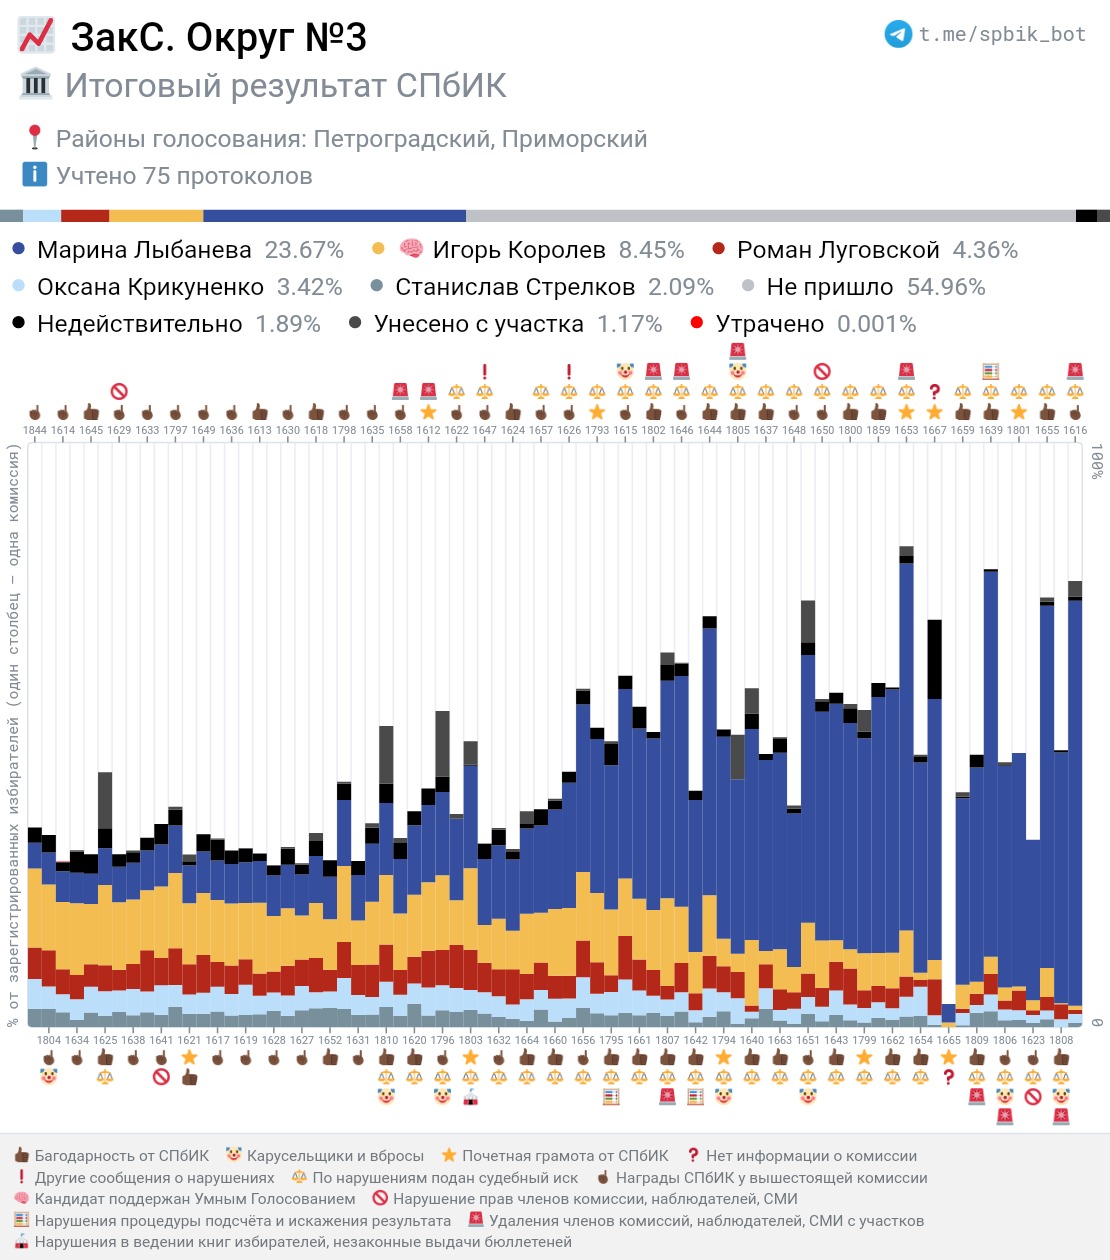 ЗакС. Округ №3
t.me/spbik_bot
Итоговый результат СПбИК
Районы голосования: Петроградский, Приморский
Учтено 75 протоколов
Марина Лыбанева 23.67% Игорь Королев 8.45% Роман Луговской 4.36%
Оксана Крикуненко 3.42% Станислав Стрелков 2.09% Не пришло 54.96%
Недействительно 1.89% Унесено с участка 1.17% Утрачено 0.001%
1844 1614 1645 1629 1633 1797 1649 1636 1613 1630 1618 1798 1635 1658 1612 1622 1647 1624 1657 1626 1793 1615 1802 1646 1644 1805 1637 1648 1650 1800 1859 1653 1667 1659 1639 1801 1655 1616
% от зарегистрированных избирателей (один столбец – одна комиссия)
100%
0
1804 1634 1625 1638 1641 1621 1617 1619 1628 1627 1652 1631 1810 1620 1796 1803 1632 1664 1660 1656 1795 1661 1807 1642 1794 1640 1663 1651 1643 1799 1662 1654 1665 1809 1806 1623 1808
Багодарность от СПбИК Карусельщики и вбросы Почетная грамота от СПбИК Нет информации о комиссии
Другие сообщения о нарушениях По нарушениям подан судебный иск Награды СПбИК у вышестоящей комиссии
Кандидат поддержан Умным Голосованием Нарушение прав членов комиссии, наблюдателей, СМИ
Нарушения процедуры подсчёта и искажения результата Удаления членов комиссий, наблюдателей, СМИ с участков
Нарушения в ведении книг избирателей, незаконные выдачи бюллетеней